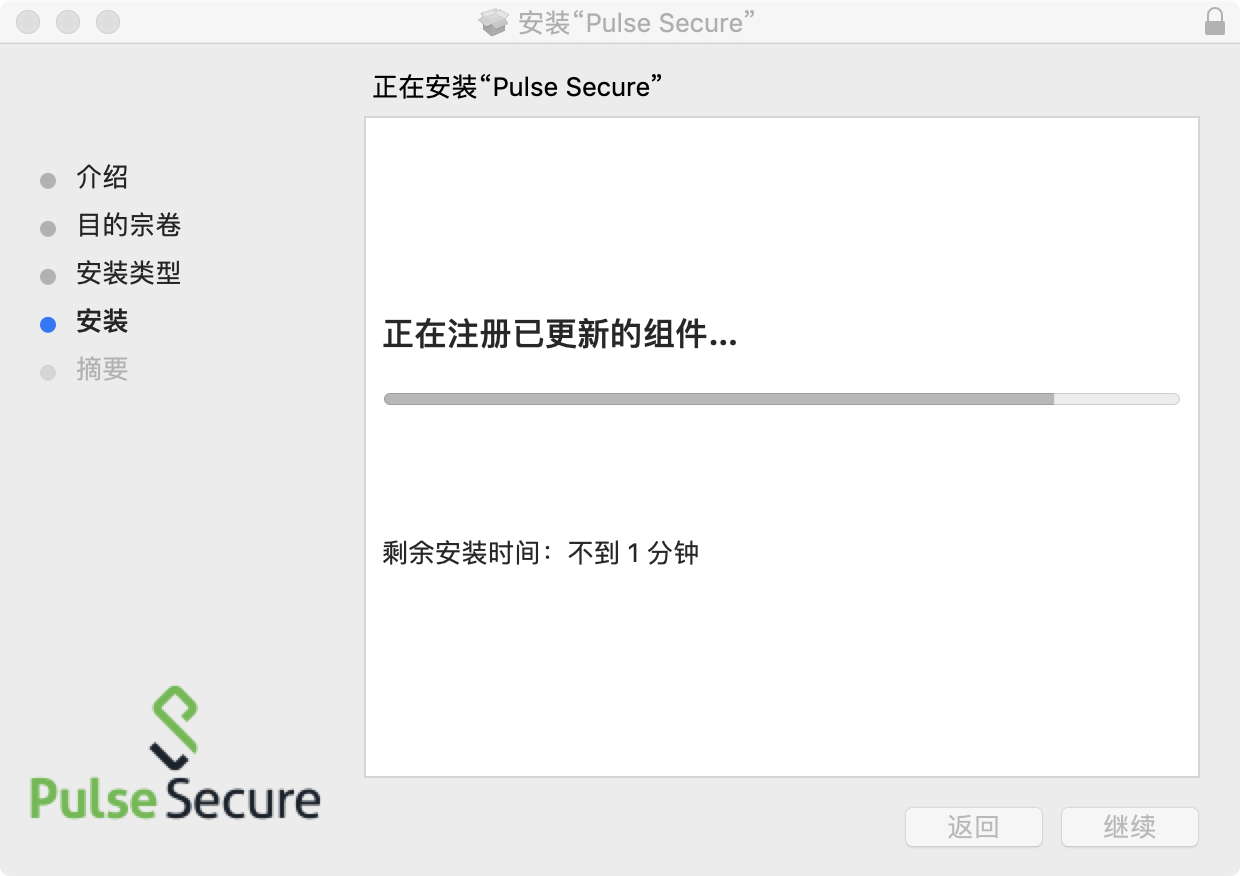 安装“Pulse Secure”
正在安装“Pulse Secure”
介绍
目的宗卷
安装类型
安装
摘要
正在注册已更新的组件...
剩余安装时间：不到 1 分钟
Pulse Secure
返回
继续